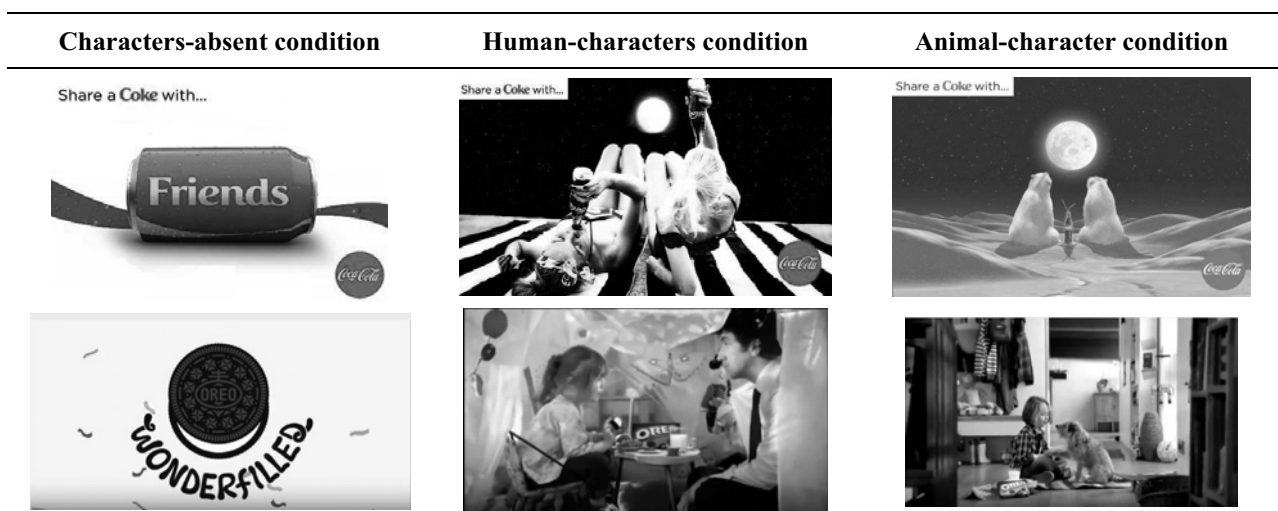 Characters-absent condition
Human-characters condition
Animal-character condition
Share a Coke with...
Friends
Coca-Cola
Share a Coke with...
Coca-Cola
Share a Coke with...
Coca-Cola
OREO
WONDERFILLED
OREO
OREO